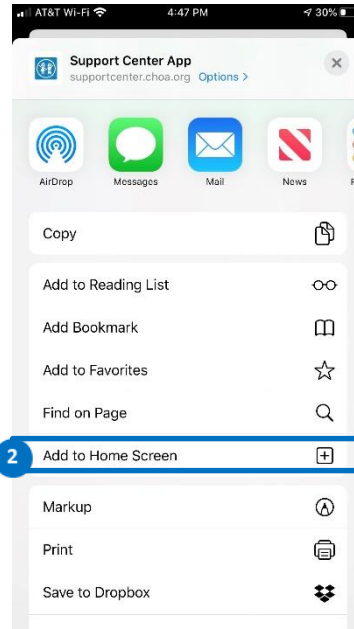 AT&T Wi-Fi 4:47 PM 30%
Support Center App
supportcenter.choa.org Options >
AirDrop Messages Mail News
Copy
Add to Reading List
Add Bookmark
Add to Favorites
Find on Page
2 Add to Home Screen
Markup
Print
Save to Dropbox